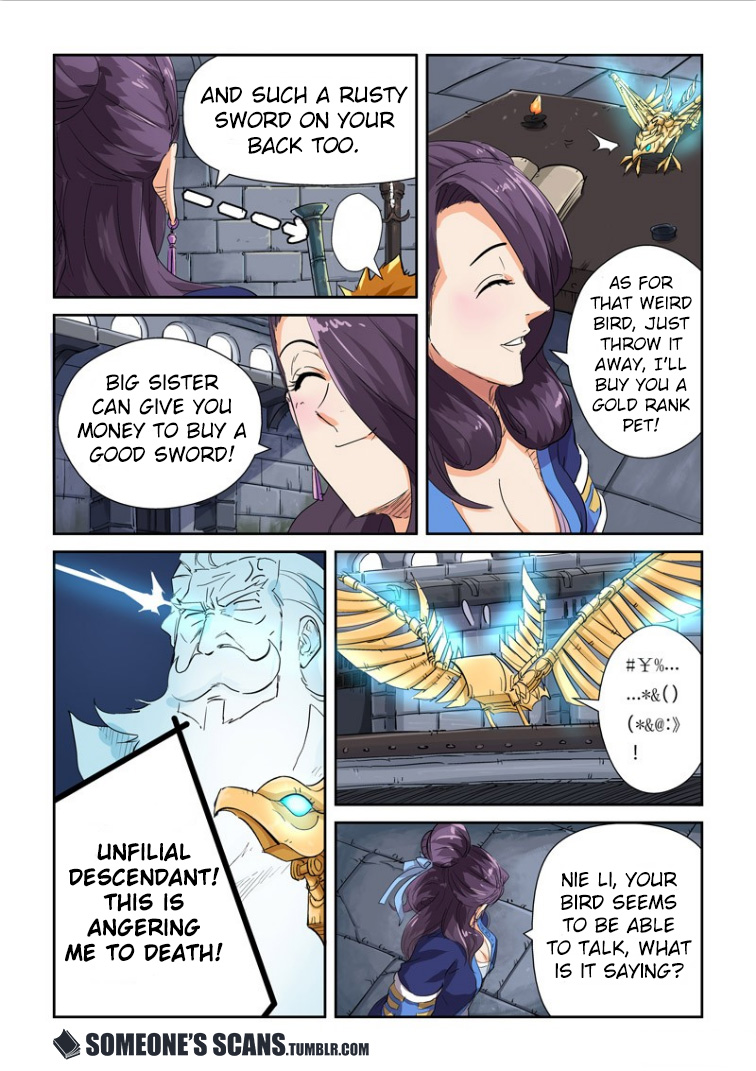 AND SUCH A RUSTY
SWORD ON YOUR
BACK TOO.
AS FOR
THAT WEIRD
BIRD, JUST
THROW IT
AWAY, I'LL
BUY YOU A
GOLD RANK
PET!
BIG SISTER
CAN GIVE YOU
MONEY TO BUY A
GOOD SWORD!
UNFILIAL
DESCENDANT!
THIS IS
ANGERING
ME TO DEATH!
#¥%...
...*&()
(*&@:》
!
NIE LI, YOUR
BIRD SEEMS
TO BE ABLE
TO TALK, WHAT
IS IT SAYING?
SOMEONE'S SCANS.TUMBLR.COM